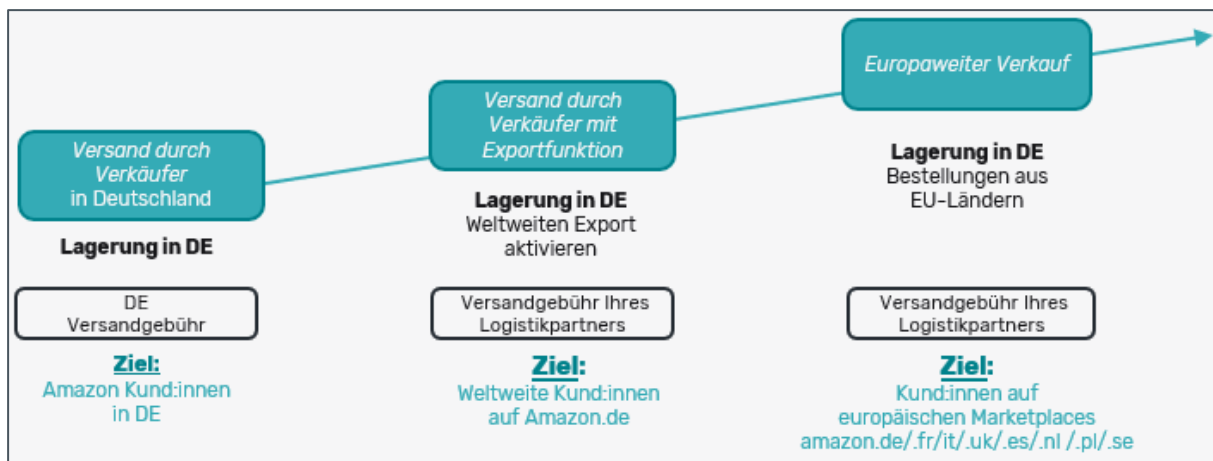 Versand durch
Verkäufer
in Deutschland
Lagerung in DE
DE
Versandgebühr
Ziel:
Amazon Kund:innen
in DE
Versand durch
Verkäufer mit
Exportfunktion
Lagerung in DE
Weltweiten Export
aktivieren
Versandgebühr Ihres
Logistikpartners
Ziel:
Weltweite Kund:innen
auf Amazon.de
Europaweiter Verkauf
Lagerung in DE
Bestellungen aus
EU-Ländern
Versandgebühr Ihres
Logistikpartners
Ziel:
Kund:innen auf
europäischen Marketplaces
amazon.de/.fr/it/.uk/.es/.nl /.pl/.se